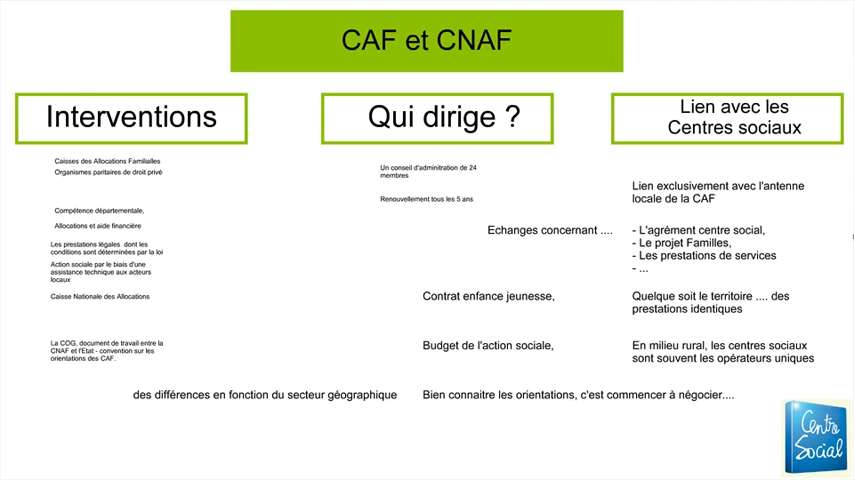 CAF et CNAF
Interventions
Qui dirige ?
Lien avec les
Centres sociaux
Caisses des Allocations Familialles
Organismes paritaires de droit privé
Compétence départementale,
Allocations et aide financière
Les prestations légales dont les
conditions sont déterminées par la loi
Action sociale par le biais d'une
assistance technique aux acteurs
locaux
Caisse Nationale des Allocations
La COG, document de travail entre la
CNAF et l'Etat - convention sur les
orientations des CAF.
Un conseil d'adminitration de 24
membres
Renouvellement tous les 5 ans
Lien exclusivement avec l'antenne
locale de la CAF
Echanges concernant ....
- L'agrément centre social,
- Le projet Familles,
- Les prestations de services
- ...
Contrat enfance jeunesse,
Quelque soit le territoire .... des
prestations identiques
Budget de l'action sociale,
En milieu rural, les centres sociaux
sont souvent les opérateurs uniques
des différences en fonction du secteur géographique
Bien connaitre les orientations, c'est commencer à négocier....
Centre
Social